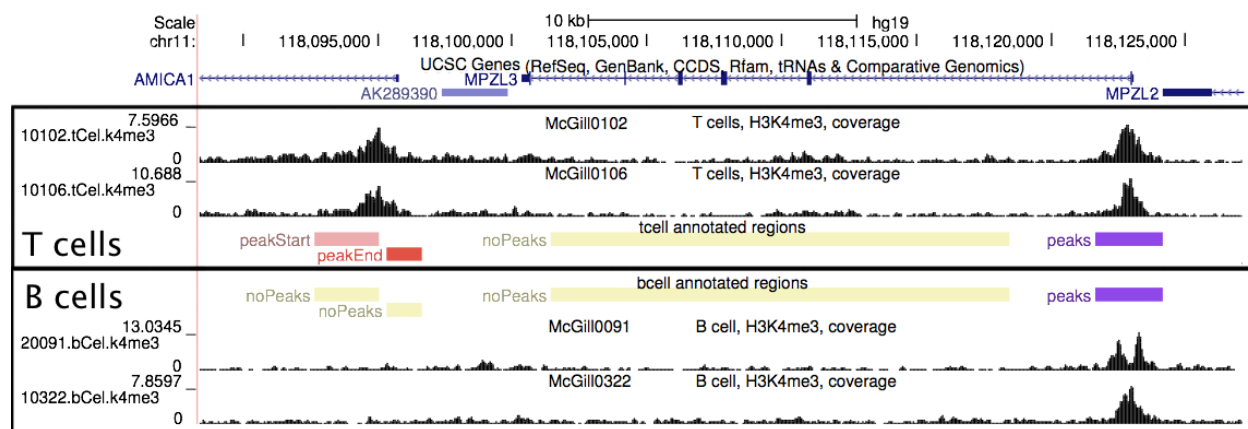 Scale 10 kb hg19
chr11: 118,095,000 118,100,000 118,105,000 118,110,000 118,115,000 118,120,000 118,125,000
UCSC Genes (RefSeq, GenBank, CCDS, Rfam, tRNAs & Comparative Genomics)
AMICA1 MPZL3
AK289390 MPZL2
7.5966 McGill0102 T cells, H3K4me3, coverage
10102.tCel.k4me3
0
10.688 McGill0106 T cells, H3K4me3, coverage
10106.tCel.k4me3
0
tcell annotated regions
T cells peakStart noPeaks peaks
peakEnd
B cells bcell annotated regions
noPeaks noPeaks peaks
noPeaks
13.0345 McGill0091 B cell, H3K4me3, coverage
20091.bCel.k4me3
0
7.8597 McGill0322 B cell, H3K4me3, coverage
10322.bCel.k4me3
0